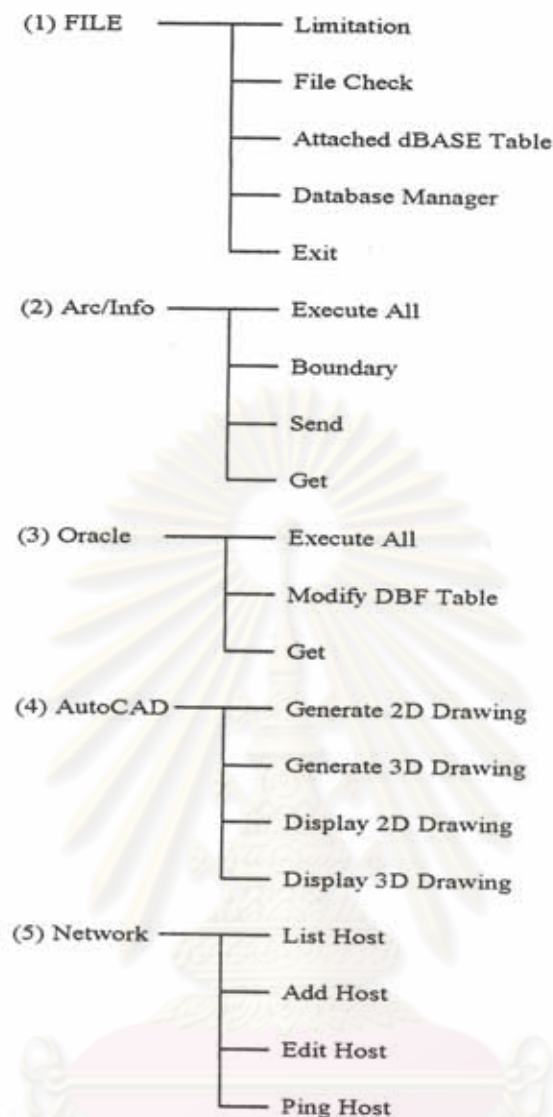 (1) FILE Limitation
File Check
Attached dBASE Table
Database Manager
Exit
(2) Arc/Info Execute All
Boundary
Send
Get
(3) Oracle Execute All
Modify DBF Table
Get
(4) AutoCAD Generate 2D Drawing
Generate 3D Drawing
Display 2D Drawing
Display 3D Drawing
(5) Network List Host
Add Host
Edit Host
Ping Host